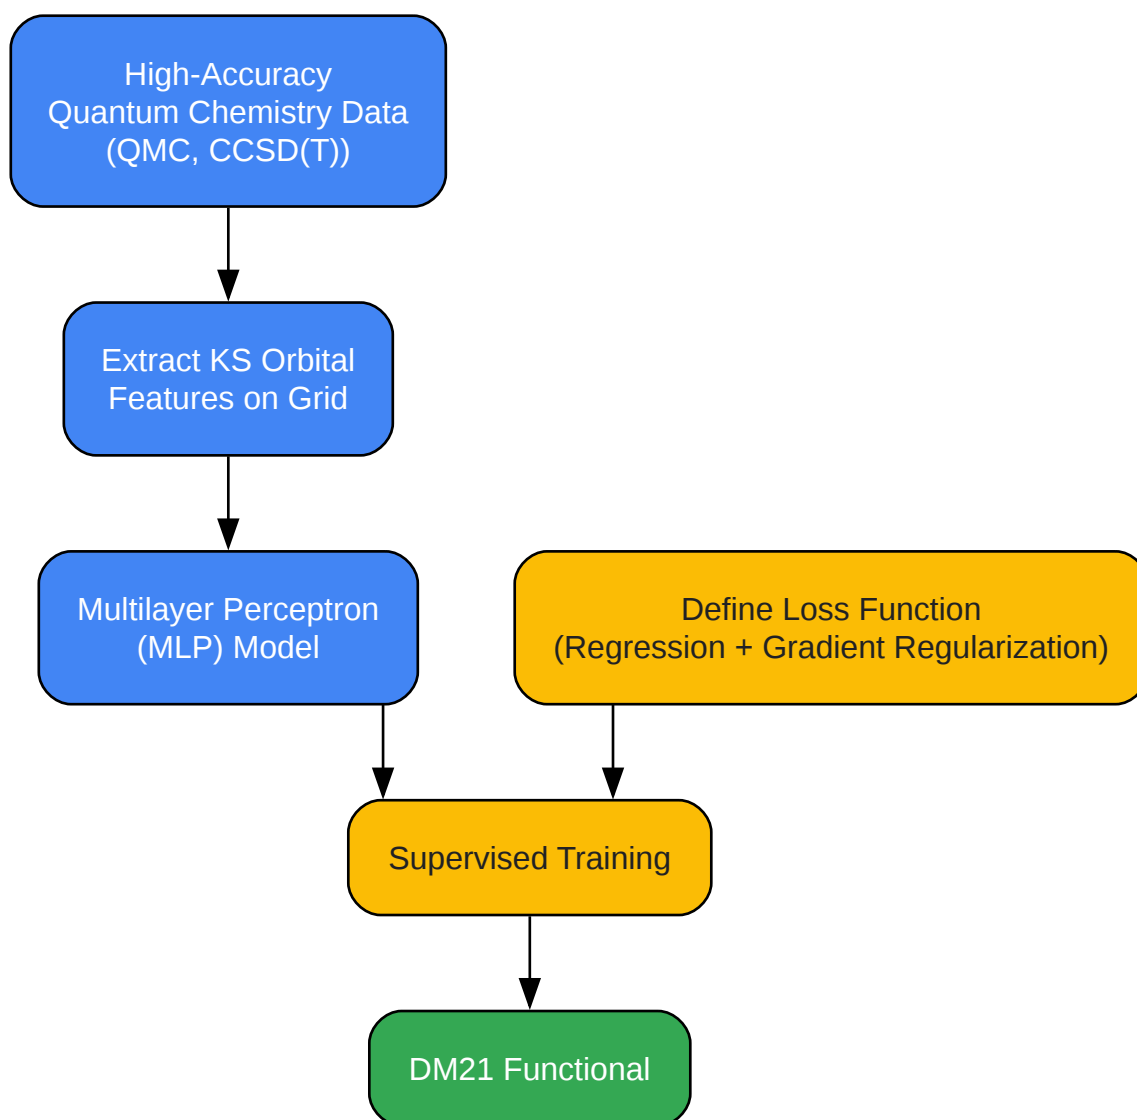 High-Accuracy
Quantum Chemistry Data
(QMC, CCSD(T))
Extract KS Orbital
Features on Grid
Multilayer Perceptron
(MLP) Model
Define Loss Function
(Regression + Gradient Regularization)
Supervised Training
DM21 Functional